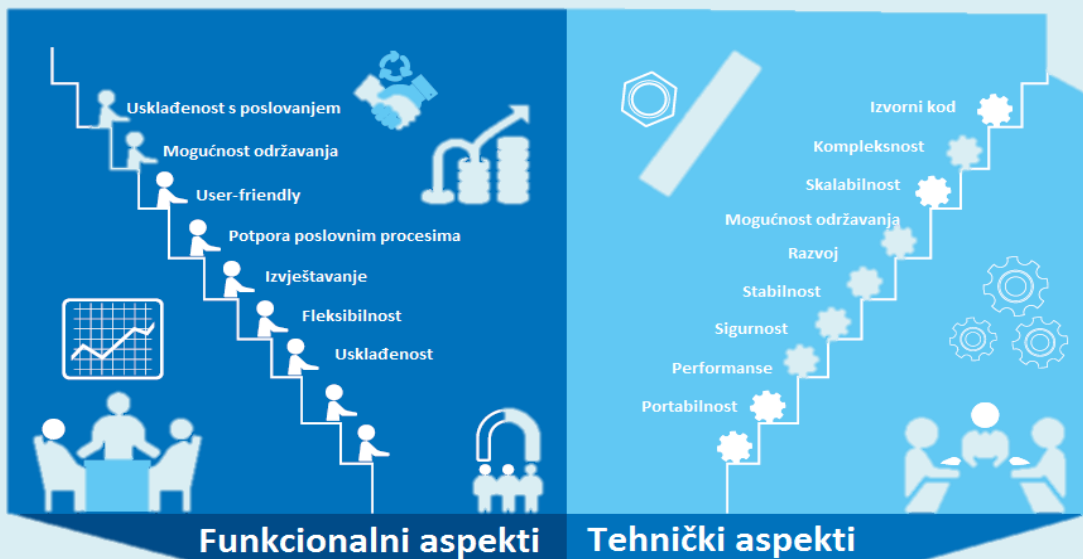 Usklađenost s poslovanjem
Mogućnost održavanja
User-friendly
Potpora poslovnim procesima
Izvještavanje
Fleksibilnost
Usklađenost
Funkcionalni aspekti
Izvorni kod
Kompleksnost
Skalabilnost
Mogućnost održavanja
Razvoj
Stabilnost
Sigurnost
Performanse
Portabilnost
Tehnički aspekti